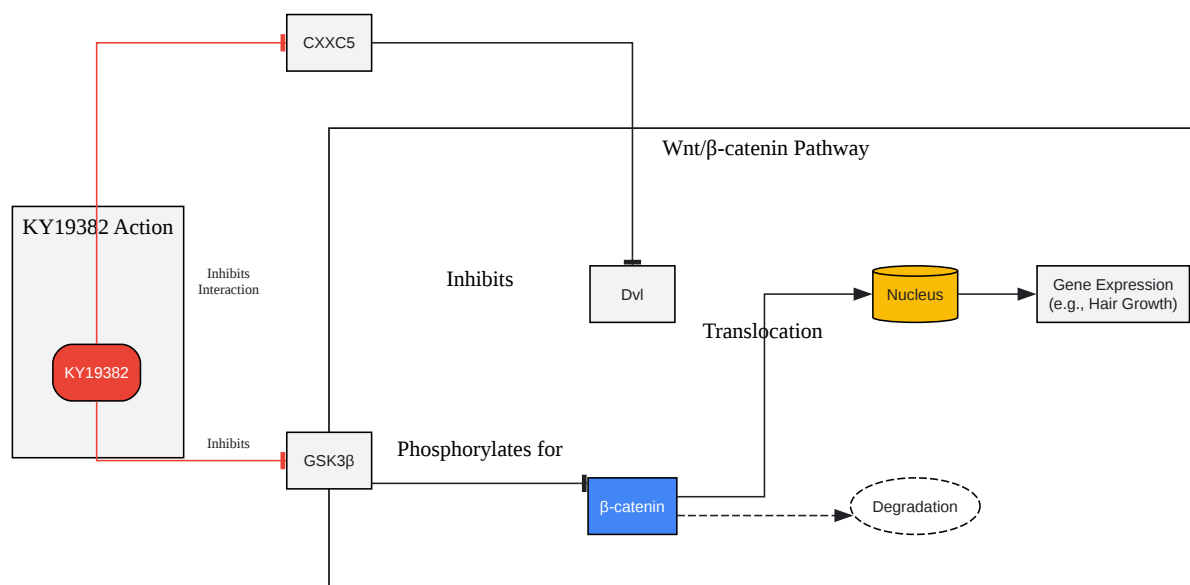 CXXC5
Wnt/β-catenin Pathway
KY19382 Action
Inhibits
Interaction
Inhibits
Dvl
Nucleus
Gene Expression
(e.g., Hair Growth)
Translocation
KY19382
Inhibits
GSK3β
Phosphorylates for
β-catenin
Degradation